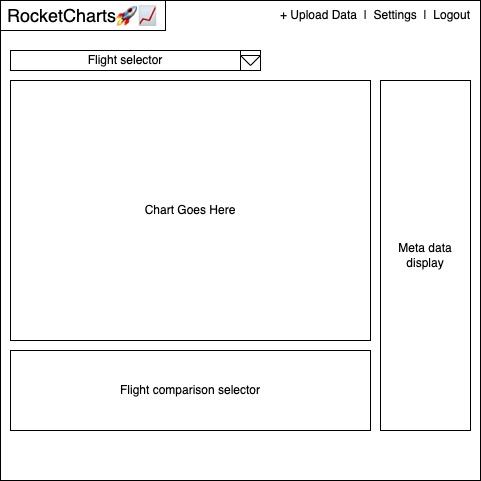 RocketCharts🚀📈
+ Upload Data | Settings | Logout
Flight selector
Chart Goes Here
Meta data
display
Flight comparison selector